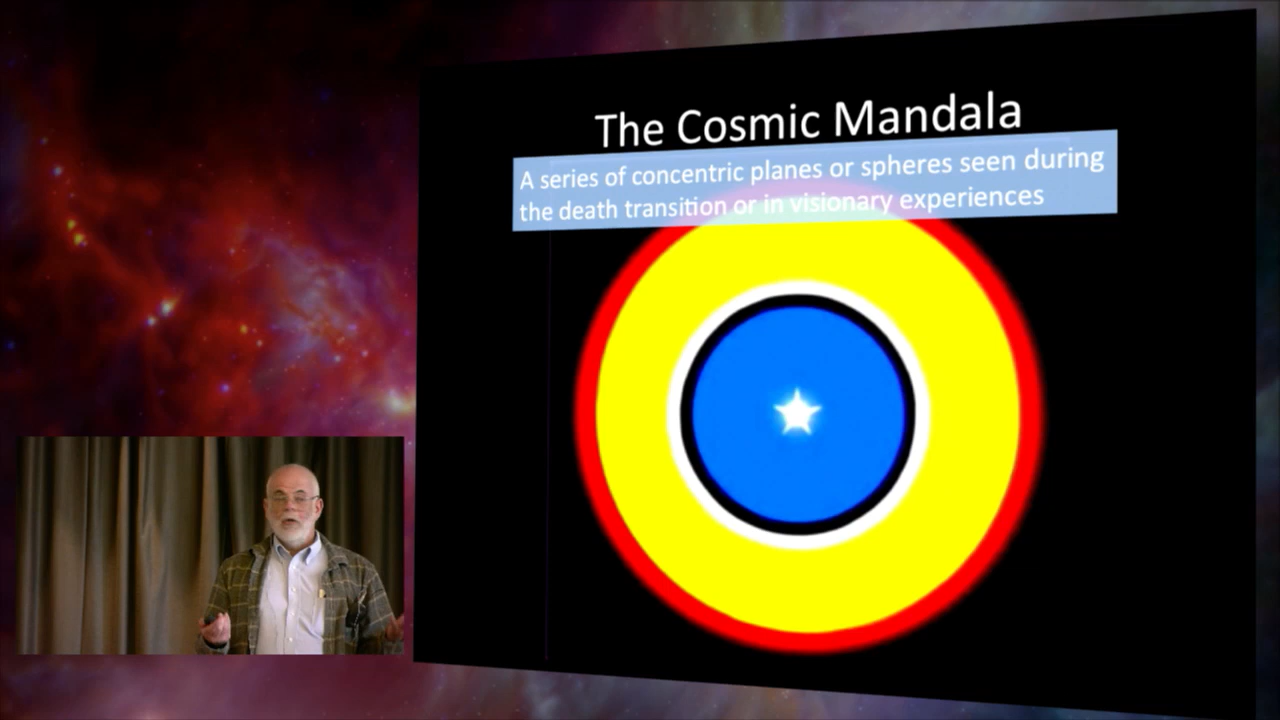 The Cosmic Mandala
A series of concentric planes or spheres seen during
the death transition or in visionary experiences